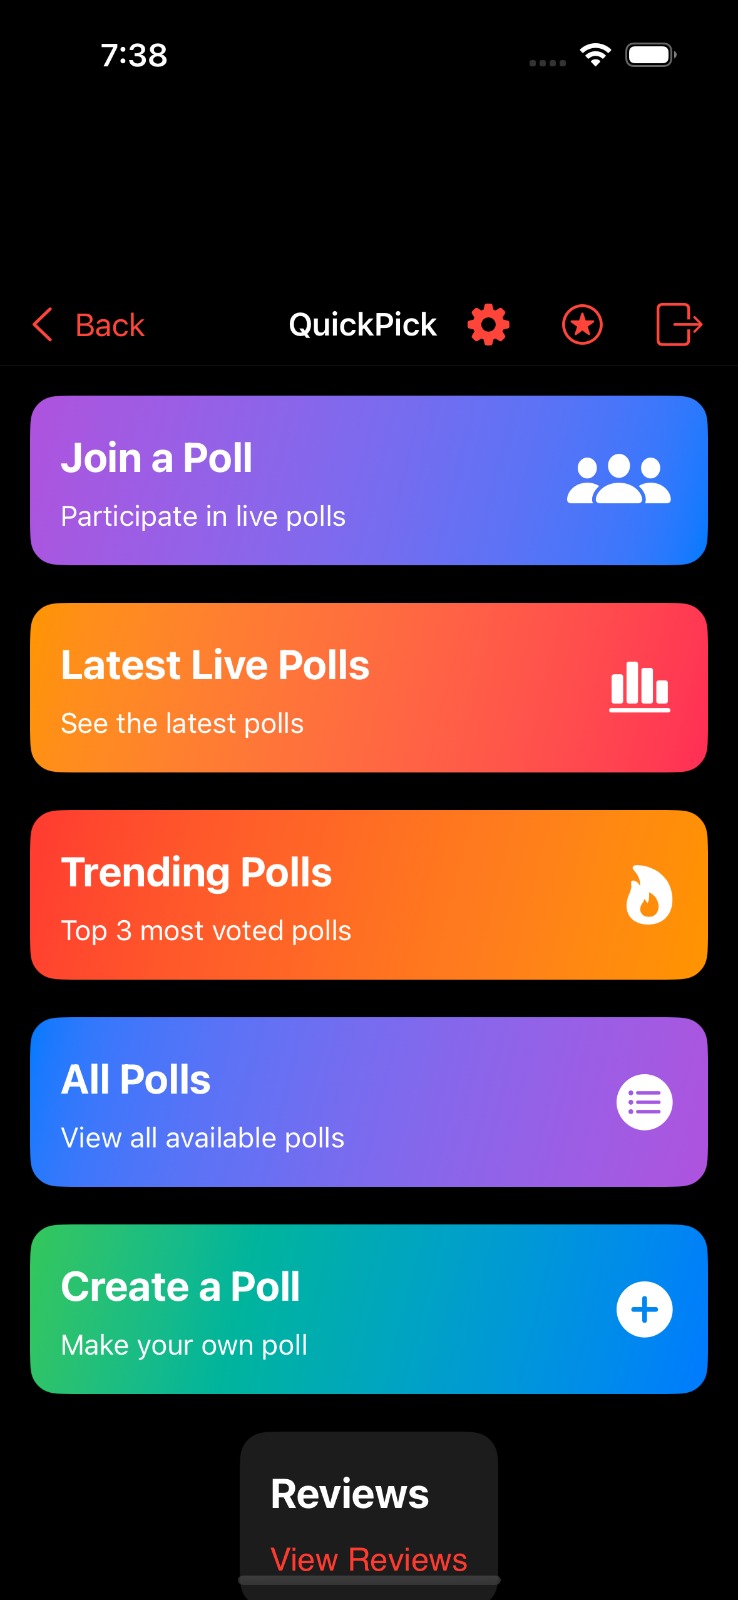 7:38
Back
QuickPick
Join a Poll
Participate in live polls
Latest Live Polls
See the latest polls
Trending Polls
Top 3 most voted polls
All Polls
View all available polls
Create a Poll
Make your own poll
Reviews
View Reviews